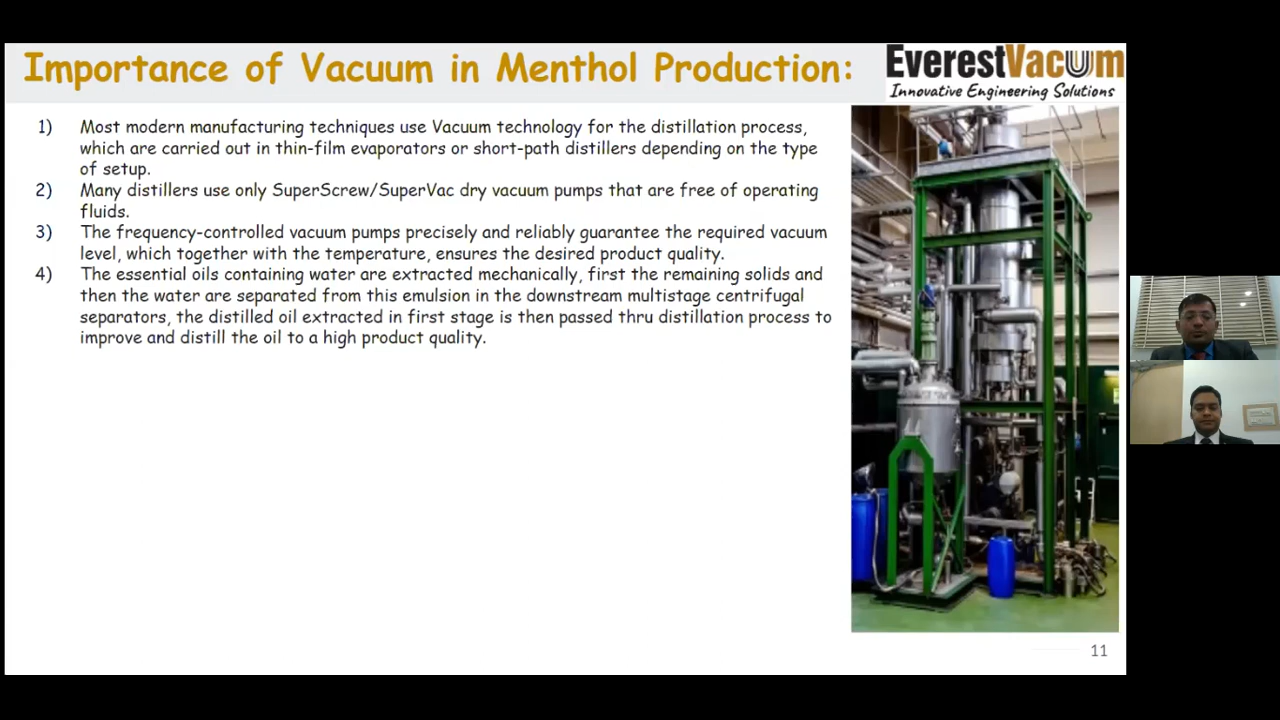 Importance of Vacuum in Menthol Production:
EverestVacuum
Innovative Engineering Solutions
1) Most modern manufacturing techniques use Vacuum technology for the distillation process,
which are carried out in thin-film evaporators or short-path distillers depending on the type
of setup.
2) Many distillers use only SuperScrew/SuperVac dry vacuum pumps that are free of operating
fluids.
3) The frequency-controlled vacuum pumps precisely and reliably guarantee the required vacuum
level, which together with the temperature, ensures the desired product quality.
4) The essential oils containing water are extracted mechanically, first the remaining solids and
then the water are separated from this emulsion in the downstream multistage centrifugal
separators, the distilled oil extracted in first stage is then passed thru distillation process to
improve and distill the oil to a high product quality.
11